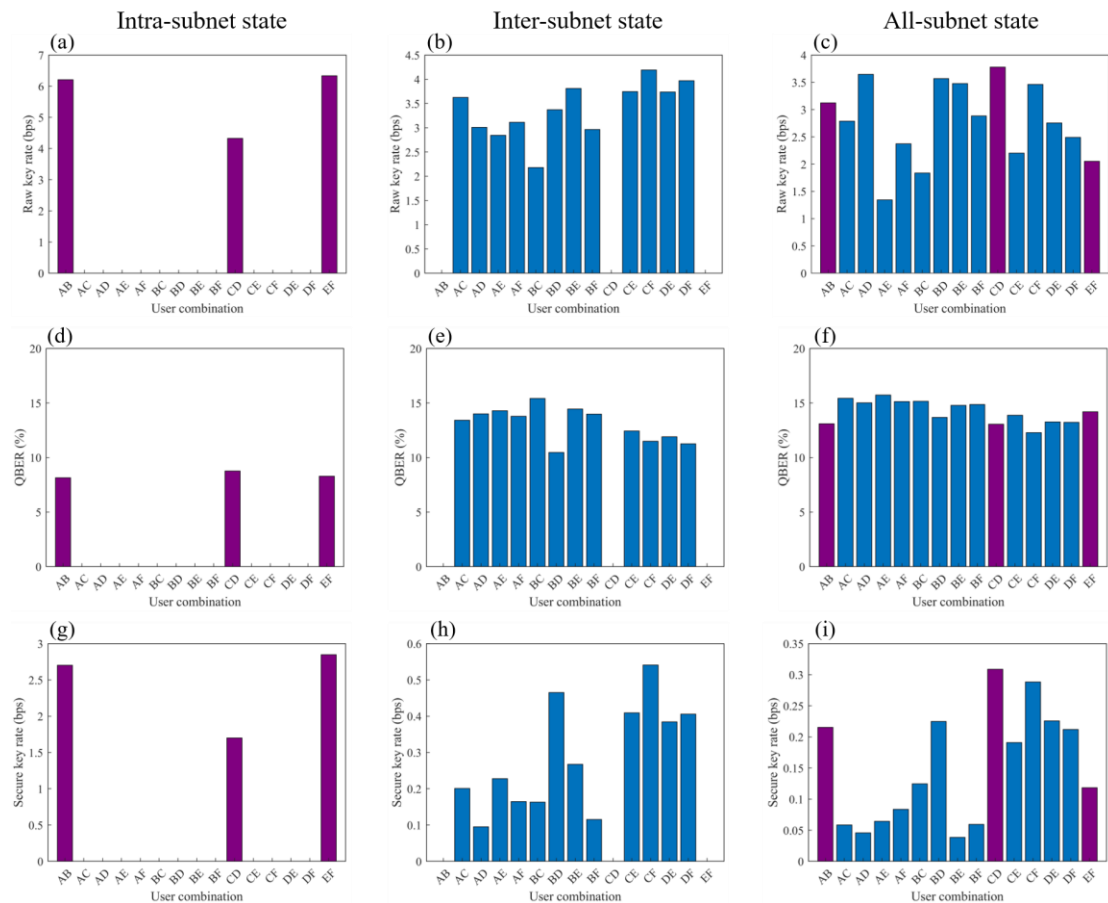 Intra-subnet state
Inter-subnet state
All-subnet state
(a)
Raw key rate (bps)
7
6
5
4
3
2
1
0
AB AC AD AE AF BC BD BE BF CD CE CF DE DF EF
User combination
(b)
Raw key rate (bps)
4.5
4
3.5
3
2.5
2
1.5
1
0.5
0
AB AC AD AE AF BC BD BE BF CD CE CF DE DF EF
User combination
(c)
Raw key rate (bps)
4
3.5
3
2.5
2
1.5
1
0.5
0
AB AC AD AE AF BC BD BE BF CD CE CF DE DF EF
User combination
(d)
QBER (%)
20
15
10
5
0
AB AC AD AE AF BC BD BE BF CD CE CF DE DF EF
User combination
(e)
QBER (%)
20
15
10
5
0
AB AC AD AE AF BC BD BE BF CD CE CF DE DF EF
User combination
(f)
QBER (%)
20
15
10
5
0
AB AC AD AE AF BC BD BE BF CD CE CF DE DF EF
User combination
(g)
Secure key rate (bps)
3
2.5
2
1.5
1
0.5
0
AB AC AD AE AF BC BD BE BF CD CE CF DE DF EF
User combination
(h)
Secure key rate (bps)
0.6
0.5
0.4
0.3
0.2
0.1
0
AB AC AD AE AF BC BD BE BF CD CE CF DE DF EF
User combination
(i)
Secure key rate (bps)
0.35
0.3
0.25
0.2
0.15
0.1
0.05
0
AB AC AD AE AF BC BD BE BF CD CE CF DE DF EF
User combination